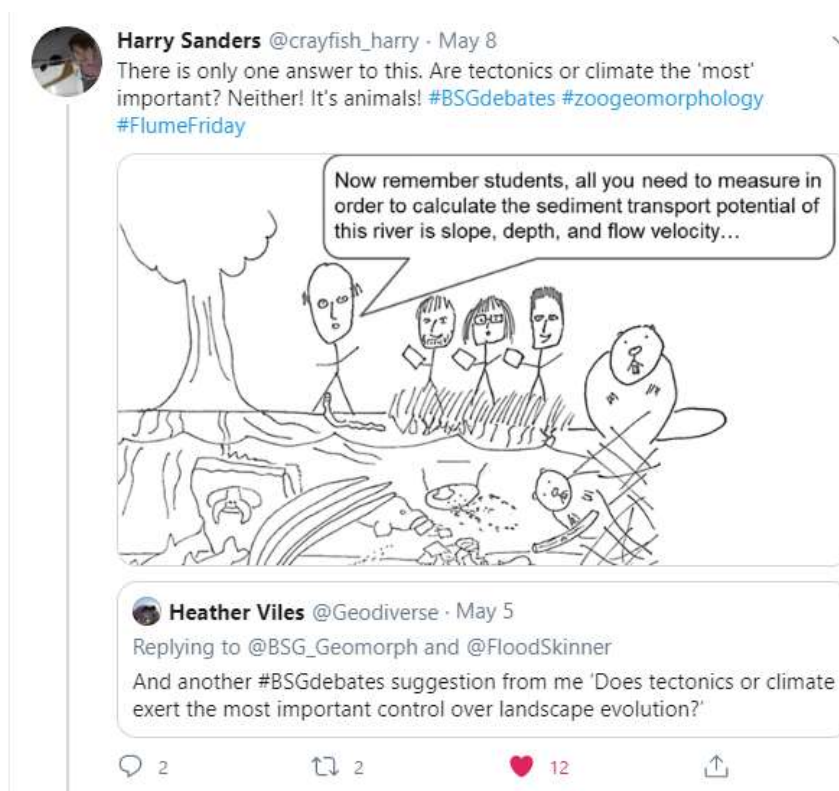 Harry Sanders @crayfish_harry · May 8
There is only one answer to this. Are tectonics or climate the 'most'
important? Neither! It's animals! #BSGdebates #zoogeomorphology
#FlumeFriday
Now remember students, all you need to measure in
order to calculate the sediment transport potential of
this river is slope, depth, and flow velocity...
Heather Viles @Geodiverse · May 5
Replying to @BSG_Geomorph and @FloodSkinner
And another #BSGdebates suggestion from me 'Does tectonics or climate
exert the most important control over landscape evolution?'
2 2 12